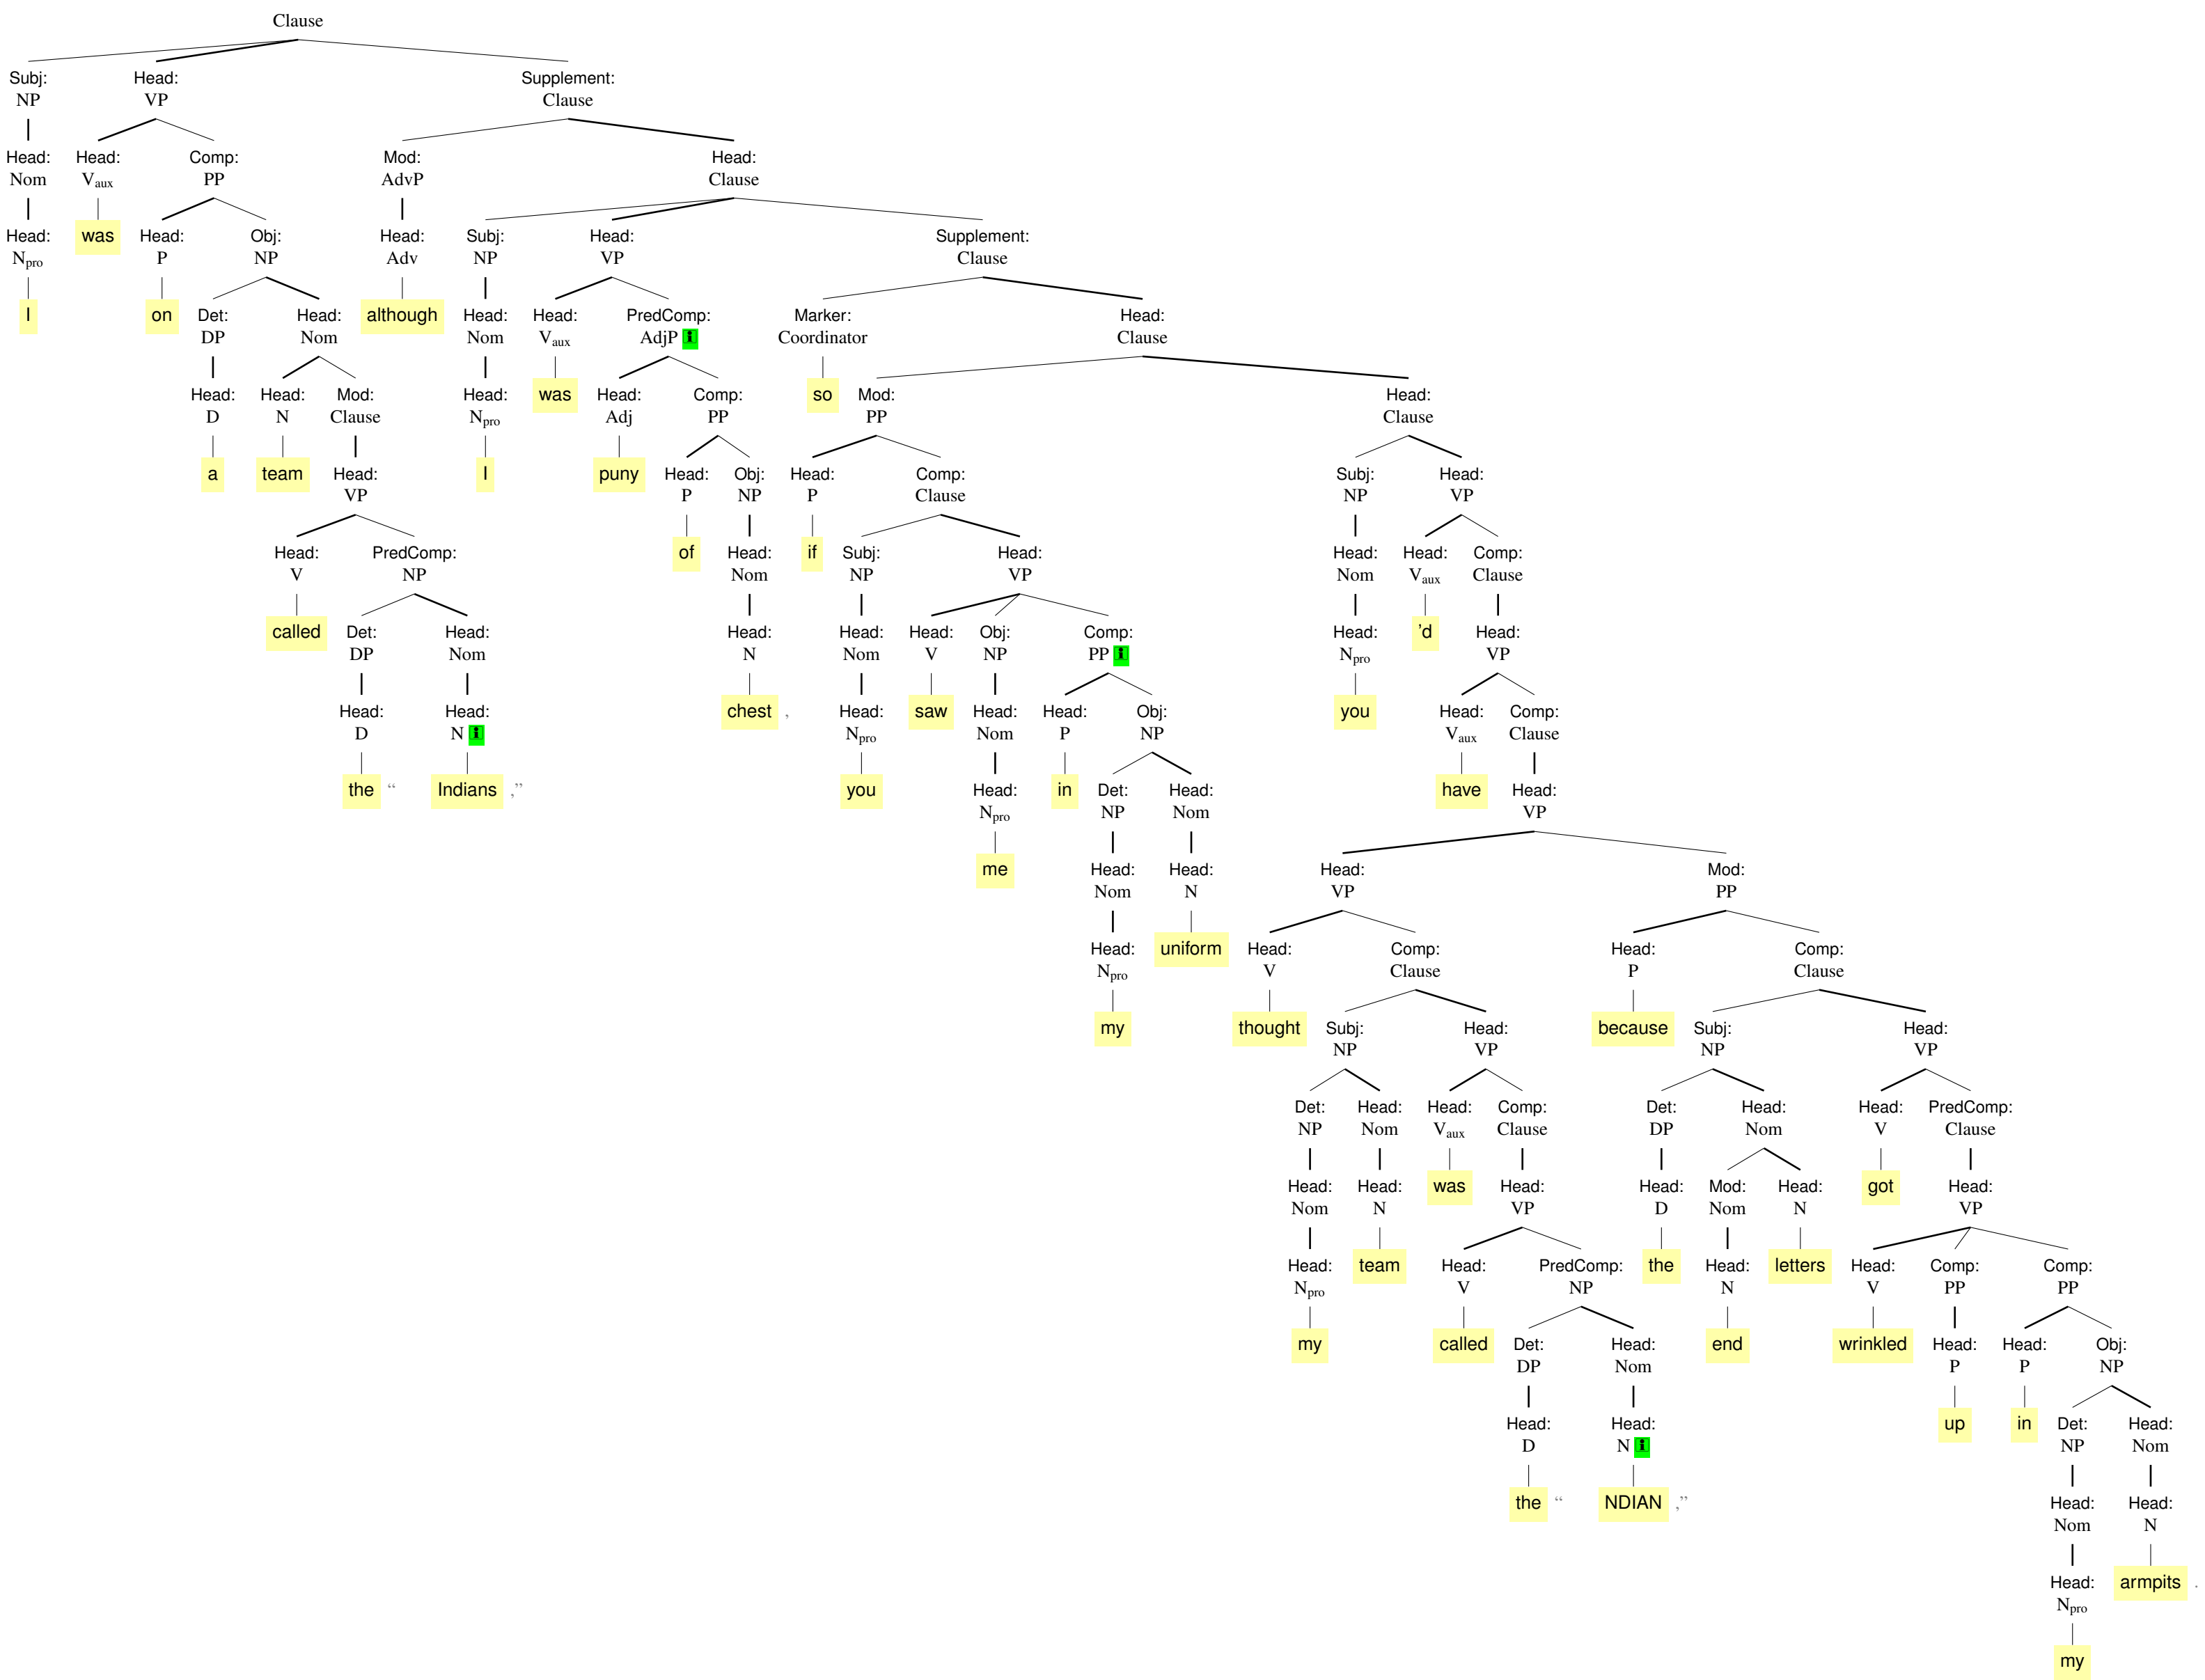 Clause
Subj: Head: Supplement:
NP VP Clause
Head: Head: Comp: Mod: Head:
Nom Vaux PP AdvP Clause
Head: was Head: Obj: Head: Subj: Head: Supplement:
Npro P NP Adv NP VP Clause
I on Det: Head: although Head: Head: PredComp: Marker: Head:
DP Nom Nom Vaux AdjP i Coordinator Clause
Head: Head: Mod: Head: was Head: Comp: so Mod: Head:
D N Clause Npro Adj PP PP Clause
a team Head: I puny Head: Obj: Head: Comp: Subj: Head:
VP P NP P Clause NP VP
Head: PredComp: of Head: if Subj: Head: Head: Head: Comp:
V NP Nom NP VP Nom Vaux Clause
called Det: Head: Head: Head: Head: Obj: Comp: Head: ’d Head:
DP Nom N Nom V NP PP i Npro VP
Head: Head: chest , Head: saw Head: Head: Obj: you Head: Comp:
D N i Npro Nom P NP Vaux Clause
the “ Indians ,” you Head: in Det: Head: have Head:
Npro NP Nom VP
me Head: Head: Head: Mod:
Nom N VP PP
Head: uniform Head: Comp: Head: Comp:
Npro V Clause P Clause
my thought Subj: Head: because Subj: Head:
NP VP NP VP
Det: Head: Head: Comp: Det: Head: Head: PredComp:
NP Nom Vaux Clause DP Nom V Clause
Head: Head: was Head: Head: Mod: Head: got Head:
Nom N VP D Nom N VP
Head: team Head: PredComp: the Head: letters Head: Comp: Comp:
Npro V NP N V PP PP
my called Det: Head: end wrinkled Head: Head: Obj:
DP Nom P P NP
Head: Head: up in Det: Head:
D N i NP Nom
the “ NDIAN ,” Head: Head:
Nom N
Head: armpits .
Npro
my